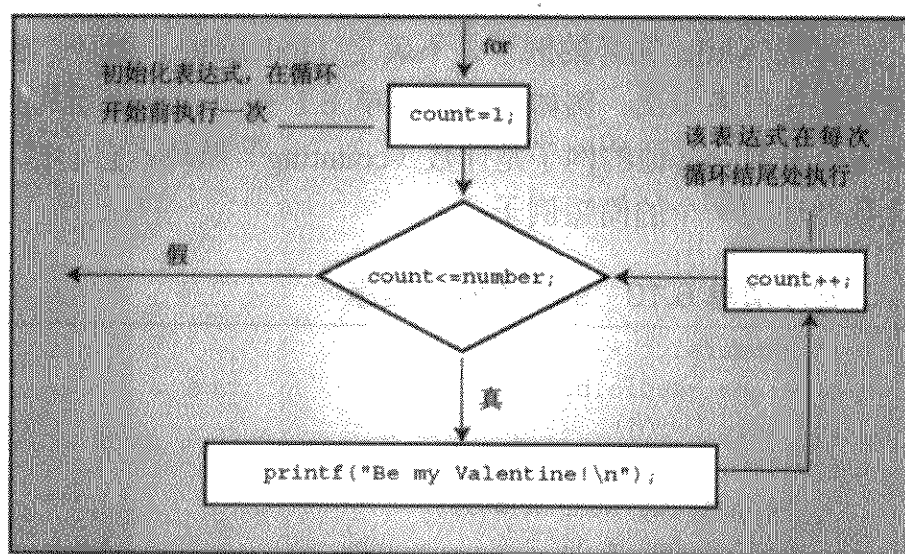 for
初始化表达式，在循环
开始前执行一次
count=1;
该表达式在每次
循环结尾处执行
假
count<=number;
count++;
真
printf("Be my Valentine!\n");